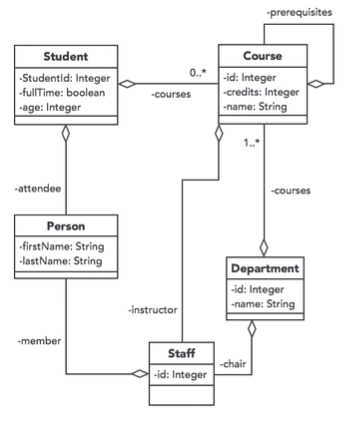 -prerequisites
Student
-StudentId: Integer
-fullTime: boolean
-age: Integer
0..*
-courses
Course
-id: Integer
-credits: Integer
-name: String
1..*
-attendee
-courses
Person
-firstName: String
-lastName: String
Department
-id: Integer
-name: String
-instructor
-member
Staff
-id: Integer
-chair